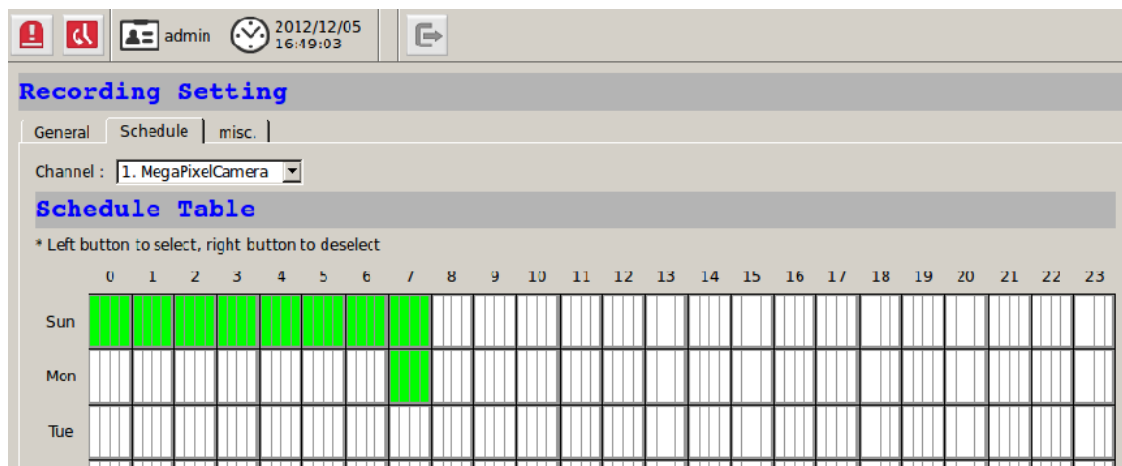 admin 2012/12/05
16:49:03
Recording Setting
General Schedule misc.
Channel : 1. MegaPixelCamera
Schedule Table
* Left button to select, right button to deselect
0 1 2 3 4 5 6 7 8 9 10 11 12 13 14 15 16 17 18 19 20 21 22 23
Sun
Mon
Tue